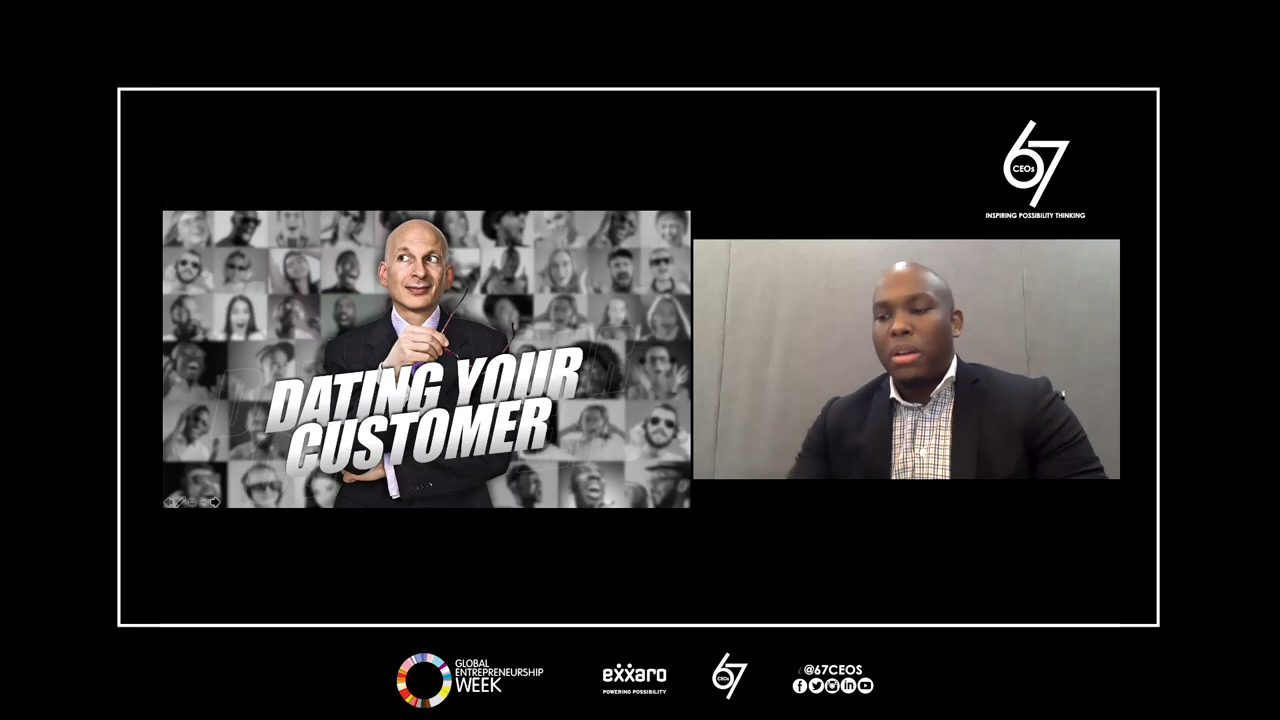 67
CEOs
INSPIRING POSSIBILITY THINKING
DATING YOUR
CUSTOMER
GLOBAL
ENTREPRENEURSHIP
WEEK
exxaro
POWERING POSSIBILITY
67
CEOs
@67CEOS